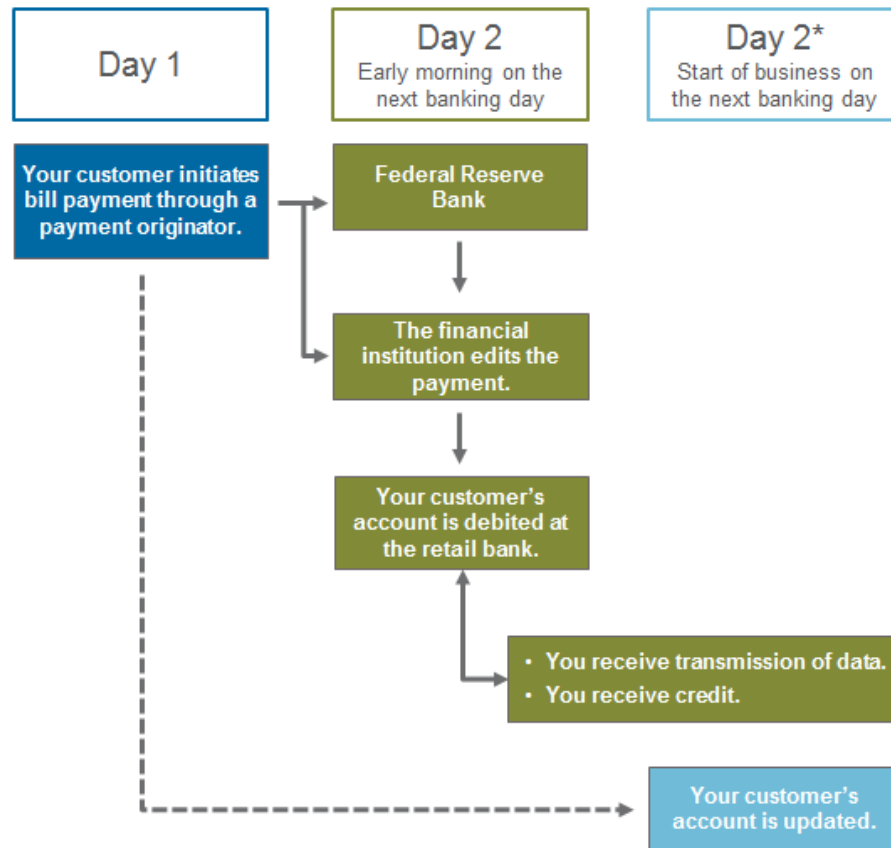 Day 1
Day 2
Early morning on the
next banking day
Day 2*
Start of business on
the next banking day
Your customer initiates
bill payment through a
payment originator.
Federal Reserve
Bank
The financial
institution edits the
payment.
Your customer’s
account is debited at
the retail bank.
• You receive transmission of data.
• You receive credit.
Your customer’s
account is updated.